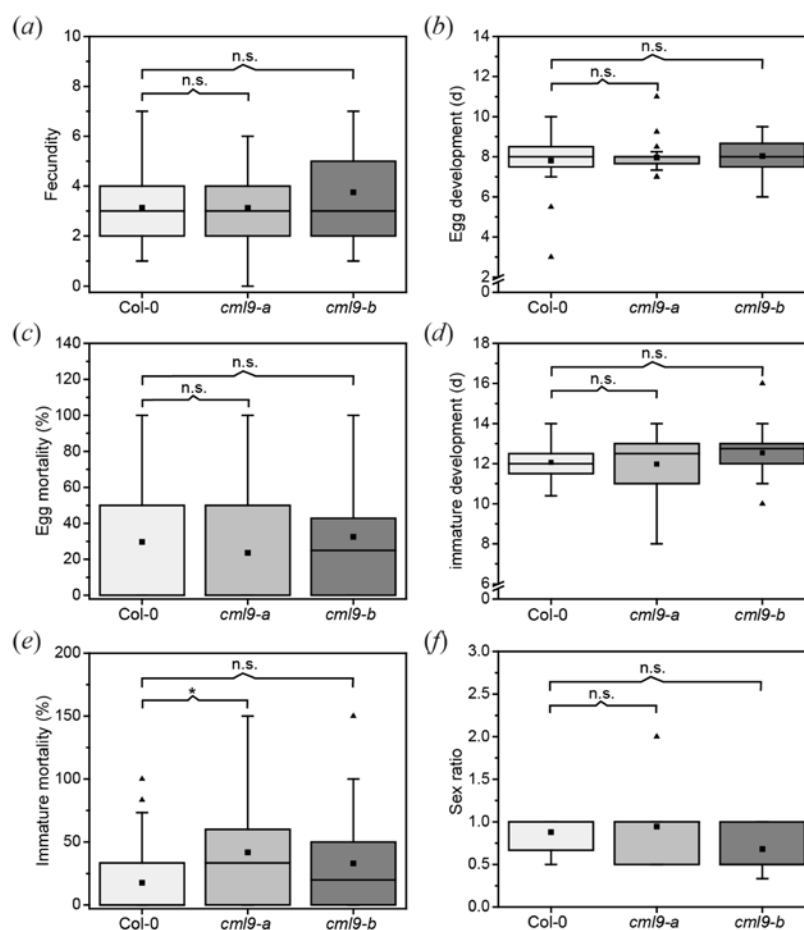 (a)
10
8
6
4
2
0
Fecundity
n.s.
n.s.
Col-0 cml9-a cml9-b
(b)
14
12
10
8
6
4
2
0
Egg development (d)
n.s.
n.s.
Col-0 cml9-a cml9-b
(c)
140
120
100
80
60
40
20
0
Egg mortality (%)
n.s.
n.s.
Col-0 cml9-a cml9-b
(d)
18
16
14
12
10
8
6
0
immature development (d)
n.s.
n.s.
Col-0 cml9-a cml9-b
(e)
200
150
100
50
0
Immature mortality (%)
n.s.
*
Col-0 cml9-a cml9-b
(f)
3.0
2.5
2.0
1.5
1.0
0.5
0.0
Sex ratio
n.s.
n.s.
Col-0 cml9-a cml9-b